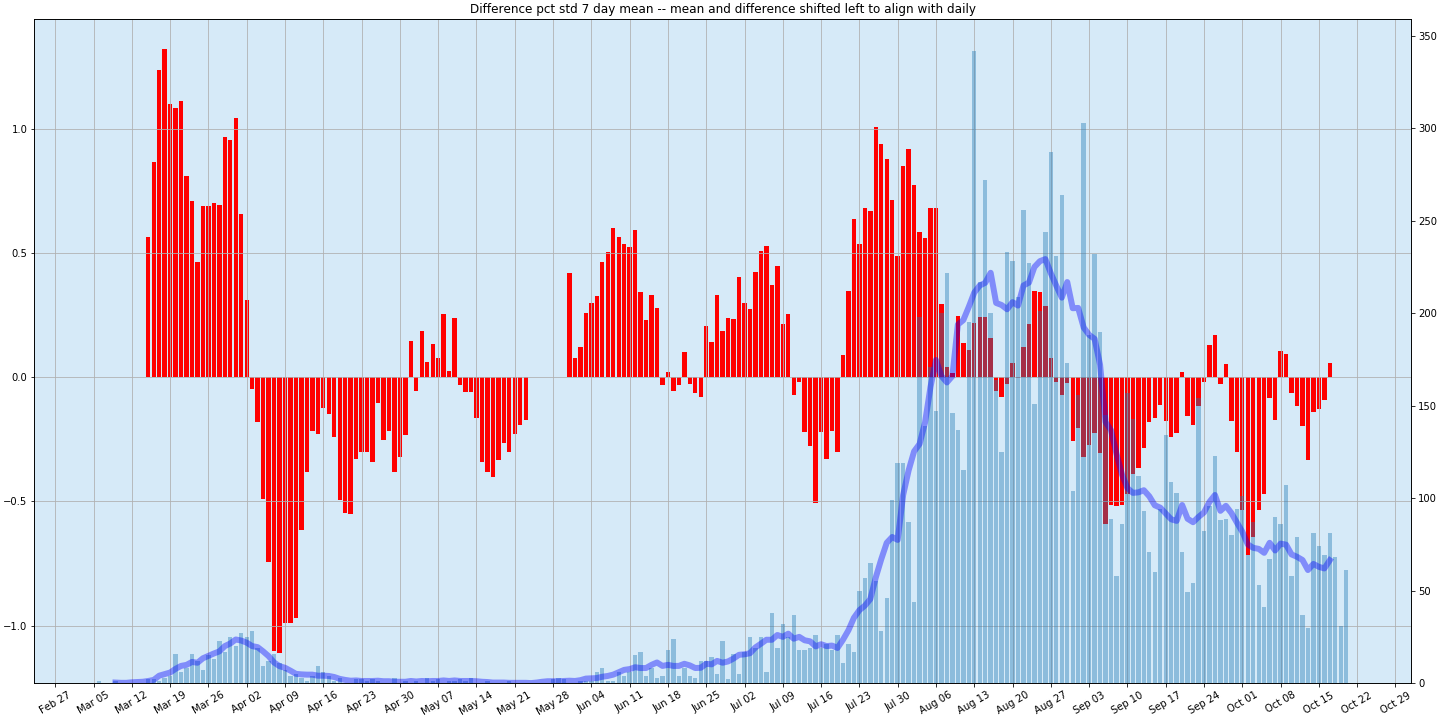 Difference pct std 7 day mean -- mean and difference shifted left to align with daily
1.0
0.5
0.0
−0.5
−1.0
350
300
250
200
150
100
50
0
Feb 27
Mar 05
Mar 12
Mar 19
Mar 26
Apr 02
Apr 09
Apr 16
Apr 23
Apr 30
May 07
May 14
May 21
May 28
Jun 04
Jun 11
Jun 18
Jun 25
Jul 02
Jul 09
Jul 16
Jul 23
Jul 30
Aug 06
Aug 13
Aug 20
Aug 27
Sep 03
Sep 10
Sep 17
Sep 24
Oct 01
Oct 08
Oct 15
Oct 22
Oct 29